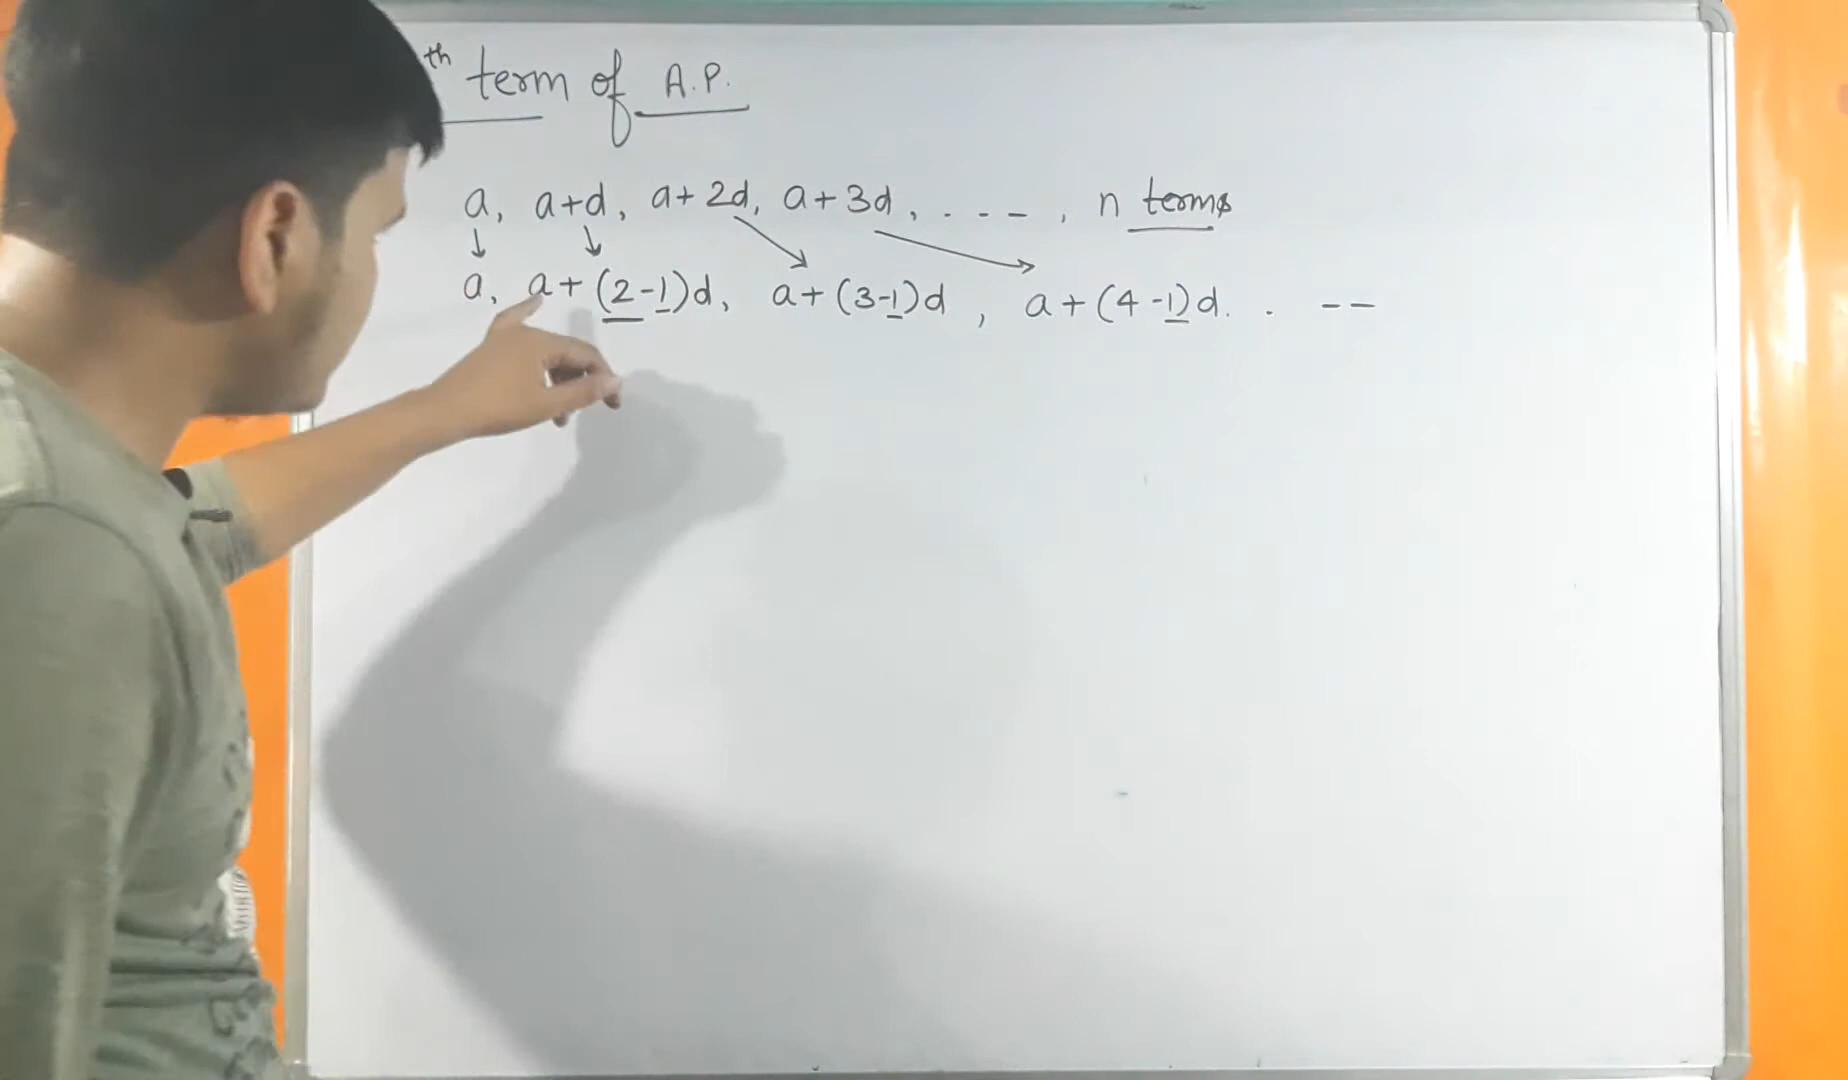 th term of A.P.
a, a+d, a+2d, a+3d, . - - -, n terms
a, a+(2-1)d, a+(3-1)d, a+(4-1)d. . --